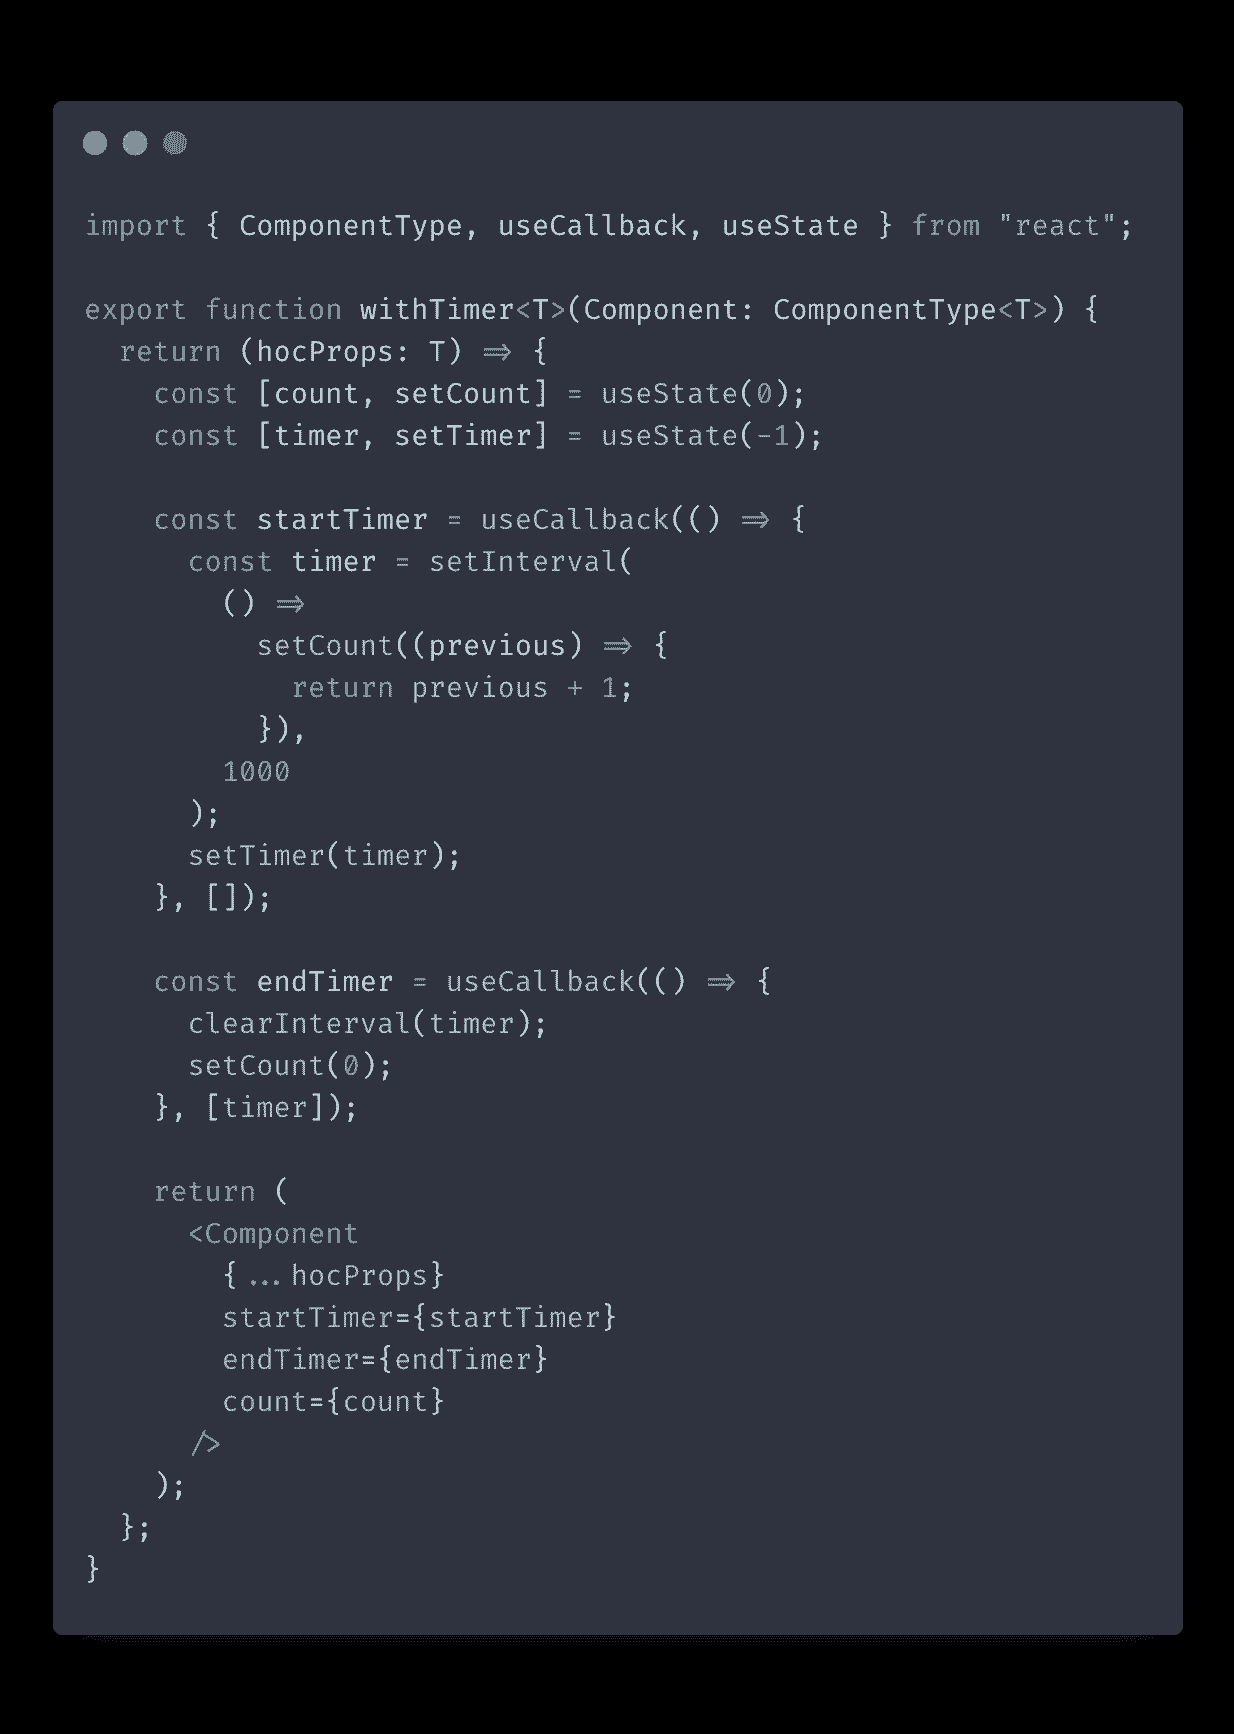 import { ComponentType, useCallback, useState } from "react";
export function withTimer<T>(Component: ComponentType<T>) {
return (hocProps: T) => {
const [count, setCount] = useState(0);
const [timer, setTimer] = useState(-1);
const startTimer = useCallback(() => {
const timer = setInterval(
() =>
setCount((previous) => {
return previous + 1;
}),
1000
);
setTimer(timer);
}, []);
const endTimer = useCallback(() => {
clearInterval(timer);
setCount(0);
}, [timer]);
return (
<Component
{...hocProps}
startTimer={startTimer}
endTimer={endTimer}
count={count}
/>
);
};
}